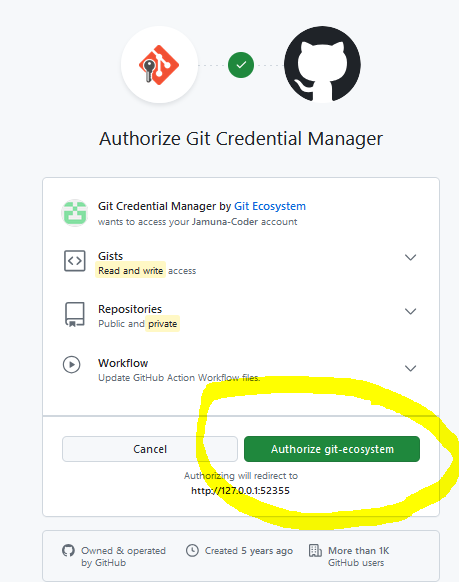 Authorize Git Credential Manager
Git Credential Manager by Git Ecosystem
wants to access your Jamuna-Coder account
Gists
Read and write access
Repositories
Public and private
Workflow
Update GitHub Action Workflow files.
Cancel
Authorize git-ecosystem
Authorizing will redirect to
http://127.0.0.1:52355
Owned & operated
by GitHub
Created 5 years ago
More than 1K
GitHub users